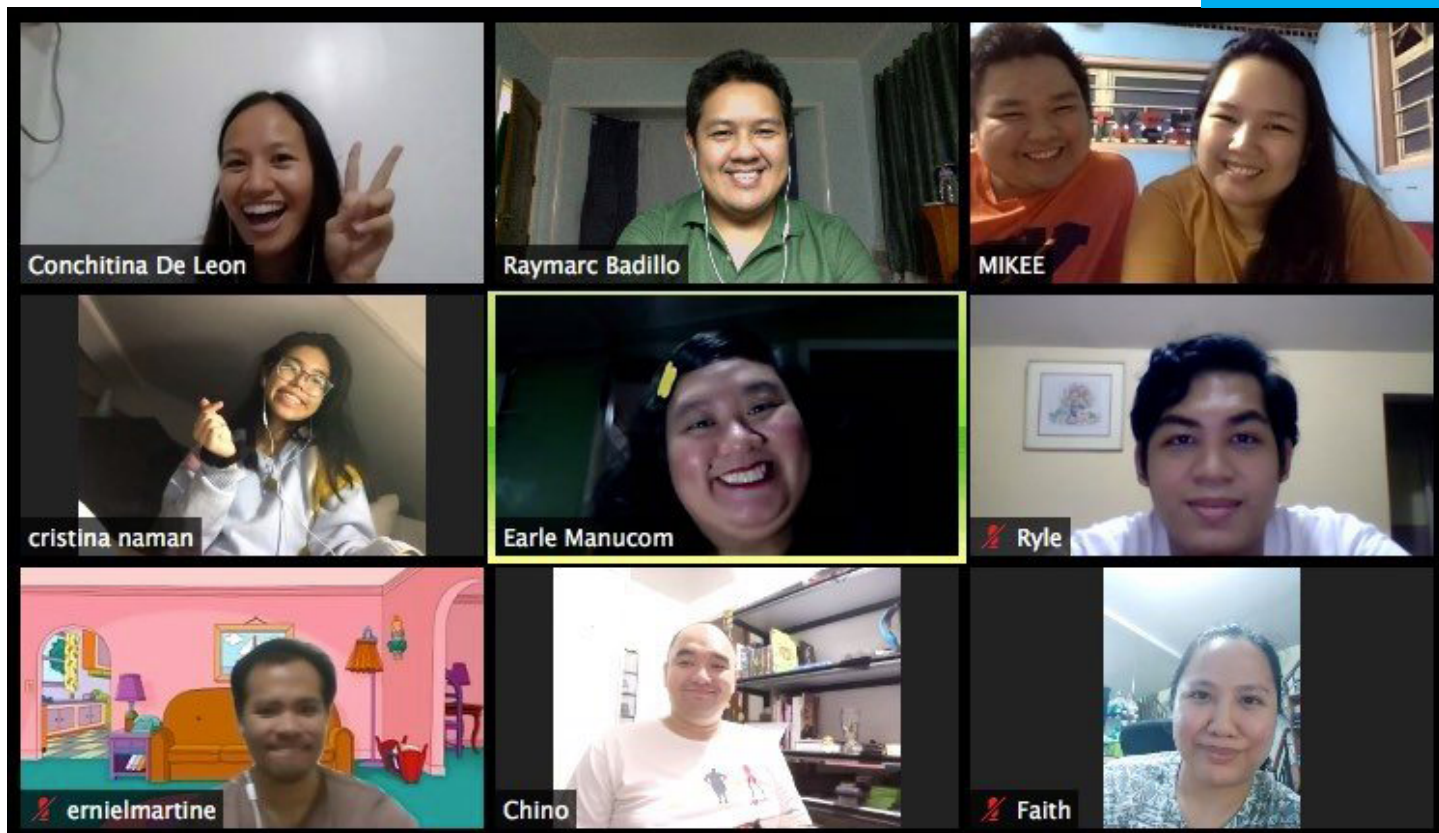 Conchitina De Leon
Raymarc Badillo
MIKEE
cristina naman
Earle Manucom
Ryle
ernielmartine
Chino
Faith